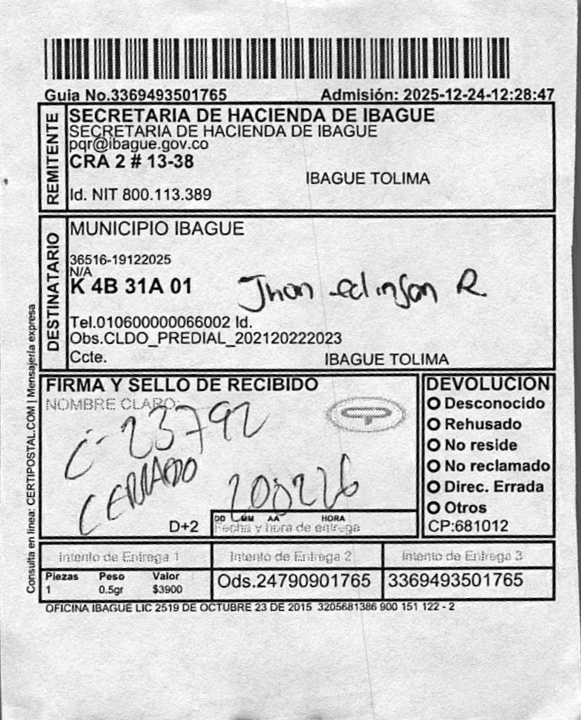 Guia No.3369493501765 Admisión: 2025-12-24-12:28:47
REMITENTE
SECRETARIA DE HACIENDA DE IBAGUE
SECRETARIA DE HACIENDA DE IBAGUE
pqr@ibague.gov.co
CRA 2 # 13-38
IBAGUE TOLIMA
Id. NIT 800.113.389
DESTINATARIO
MUNICIPIO IBAGUE
36516-19122025
N/A
K 4B 31A 01
Jhon edinson R
Tel.010600000066002 Id.
Obs.CLDO_PREDIAL_202120222023
Ccte. IBAGUE TOLIMA
Consulta en linea: CERTIPOSTAL.COM | Mensajería expresa
FIRMA Y SELLO DE RECIBIDO
NOMBRE CLARO:
C-23792
CERRADO
200226
D+2
DD MM AA HORA
Fecha y hora de entrega
DEVOLUCIÓN
Desconocido
Rehusado
No reside
No reclamado
Direc. Errada
Otros
CP:681012
Intento de Entrega 1 Intento de Entrega 2 Intento de Entrega 3
Piezas Peso Valor
1 0.5gr $3900
Ods.24790901765 3369493501765
OFICINA IBAGUE LIC 2519 DE OCTUBRE 23 DE 2015 3205681386 900 151 122 - 2